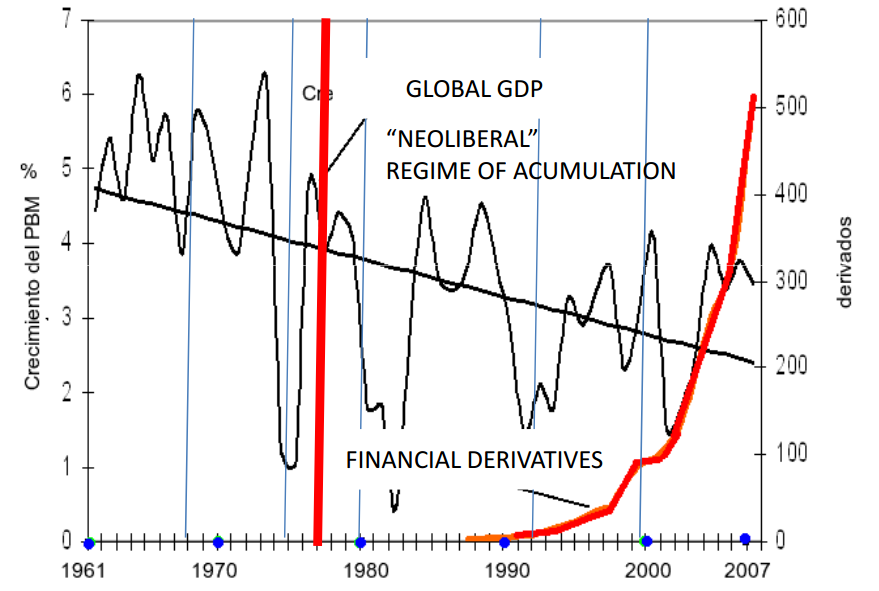 7
6
5
4
3
2
1
0
Crecimiento del PBM %
Cre
GLOBAL GDP
“NEOLIBERAL”
REGIME OF ACUMULATION
FINANCIAL DERIVATIVES
600
500
400
300
200
100
0
derivados
1961 1970 1980 1990 2000 2007